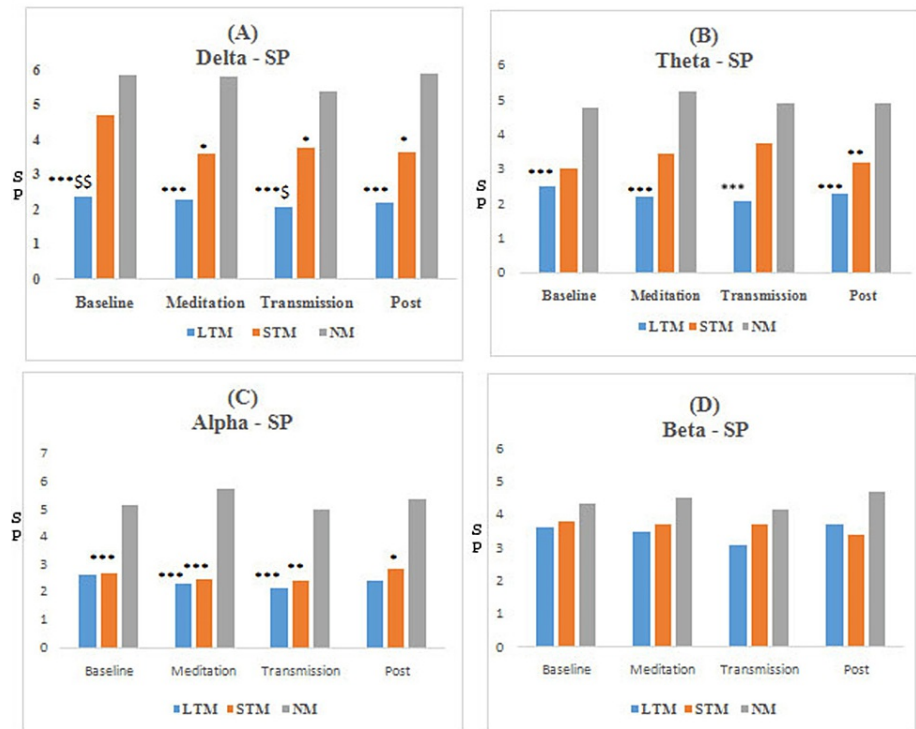 (A)
Delta - SP
6
5
4
3
2
1
0
S
P
***$$
***
*
***$
*
***
*
Baseline Meditation Transmission Post
LTM STM NM
(B)
Theta - SP
6
5
4
3
2
1
0
S
P
***
***
***
***
**
Baseline Meditation Transmission Post
LTM STM NM
(C)
Alpha - SP
7
6
5
4
3
2
1
0
S
P
***
***
***
***
**
*
Baseline Meditation Transmission Post
LTM STM NM
(D)
Beta - SP
6
5
4
3
2
1
0
S
P
Baseline Meditation Transmission Post
LTM STM NM